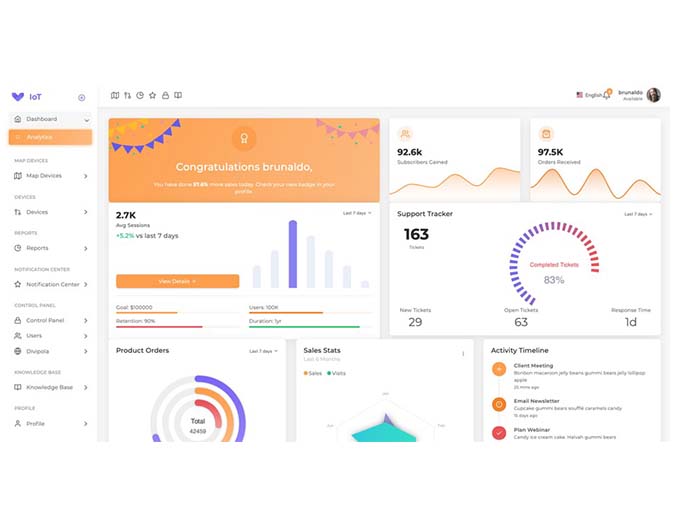 IoT
English
6
brunaldo
Available
Dashboard
Analytics
MAP DEVICES
Map Devices
DEVICES
Devices
REPORTS
Reports
NOTIFICATION CENTER
Notification Center
CONTROL PANEL
Control Panel
Users
Divipola
KNOWLEDGE BASE
Knowledge Base
PROFILE
Profile
Congratulations brunaldo,
You have done 57.6% more sales today. Check your new badge in your
profile.
92.6k
Subscribers Gained
97.5K
Orders Received
2.7K
Avg Sessions
+5.2% vs last 7 days
Last 7 days
View Details
Goal: $100000
Users: 100K
Retention: 90%
Duration: 1yr
Support Tracker
Last 7 days
163
Tickets
Completed Tickets
83%
New Tickets
29
Open Tickets
63
Response Time
1d
Product Orders
Last 7 days
Total
42459
Sales Stats
Last 6 Months
Sales
Visits
Jan
Jun
Feb
Activity Timeline
Client Meeting
Bonbon macaroon jelly beans gummi bears jelly lollipop
apple
25 mins ago
Email Newsletter
Cupcake gummi bears soufflé caramels candy
15 days ago
Plan Webinar
Candy ice cream cake. Halvah gummi bears